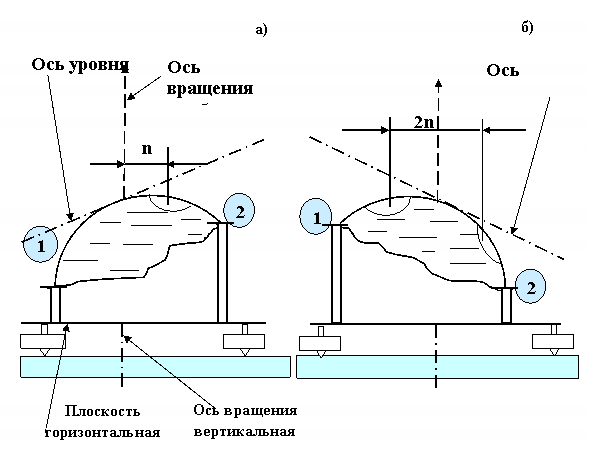 а)
б)
Ось уровня
Ось
вращения
Ось
n
2n
1
2
1
2
Плоскость
горизонтальная
Ось вращения
вертикальная